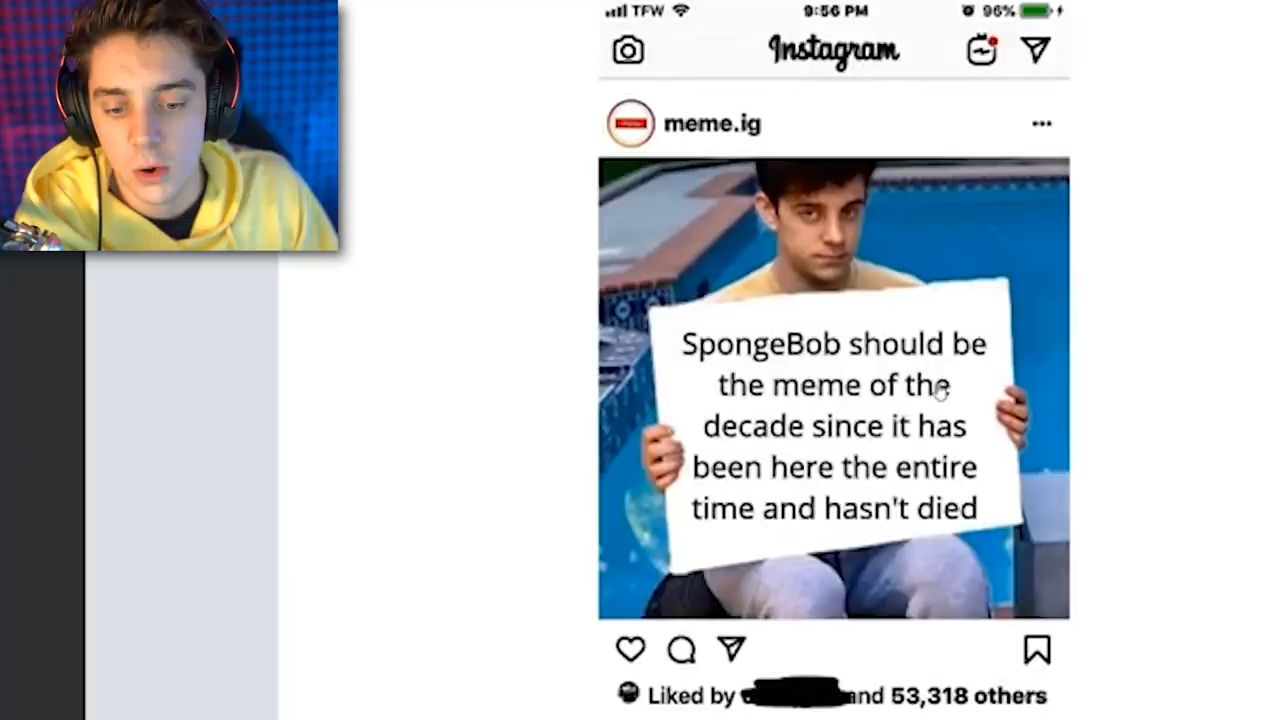 TFW 9:56 PM 96%
Instagram
meme.ig
SpongeBob should be
the meme of the
decade since it has
been here the entire
time and hasn't died
Liked by and 53,318 others